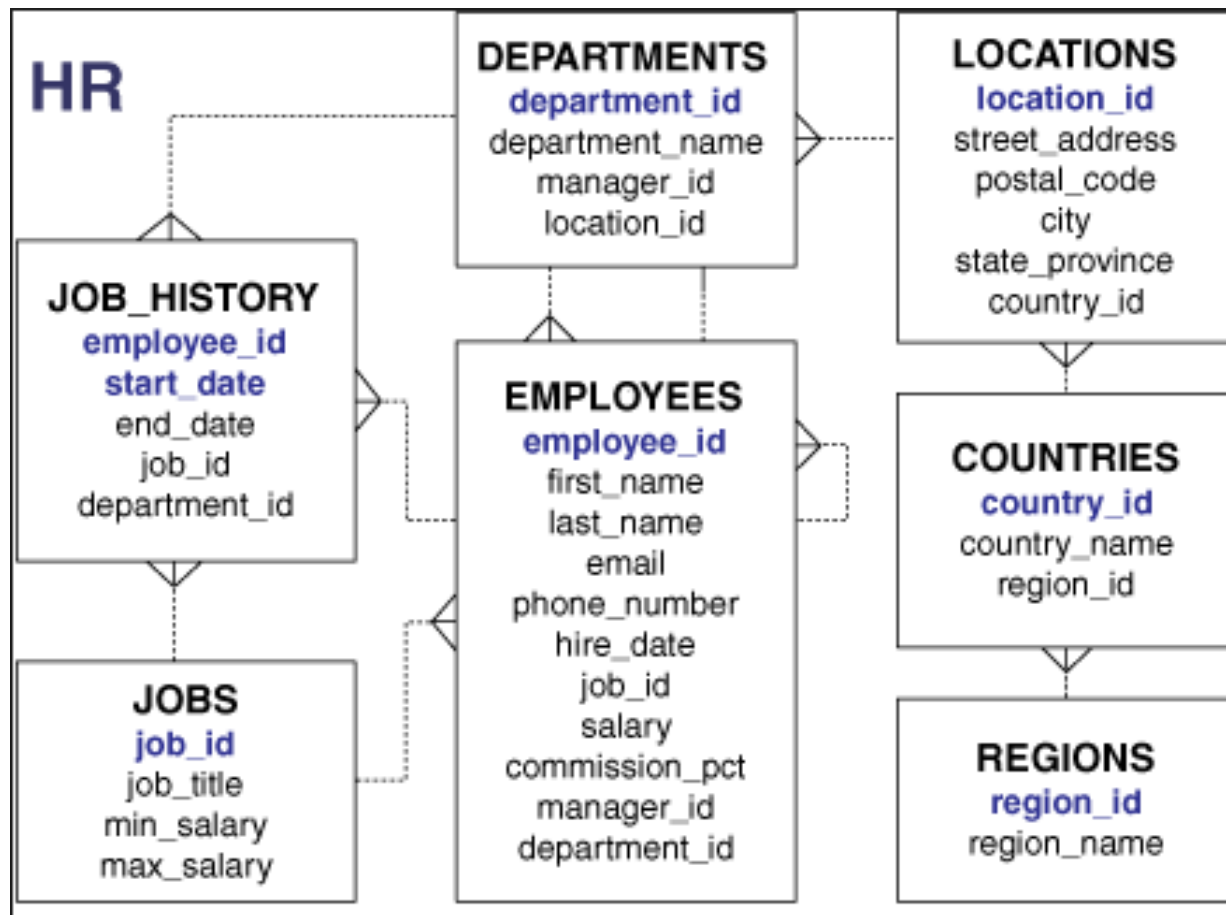 HR
DEPARTMENTS
department_id
department_name
manager_id
location_id
LOCATIONS
location_id
street_address
postal_code
city
state_province
country_id
JOB_HISTORY
employee_id
start_date
end_date
job_id
department_id
EMPLOYEES
employee_id
first_name
last_name
email
phone_number
hire_date
job_id
salary
commission_pct
manager_id
department_id
COUNTRIES
country_id
country_name
region_id
JOBS
job_id
job_title
min_salary
max_salary
REGIONS
region_id
region_name